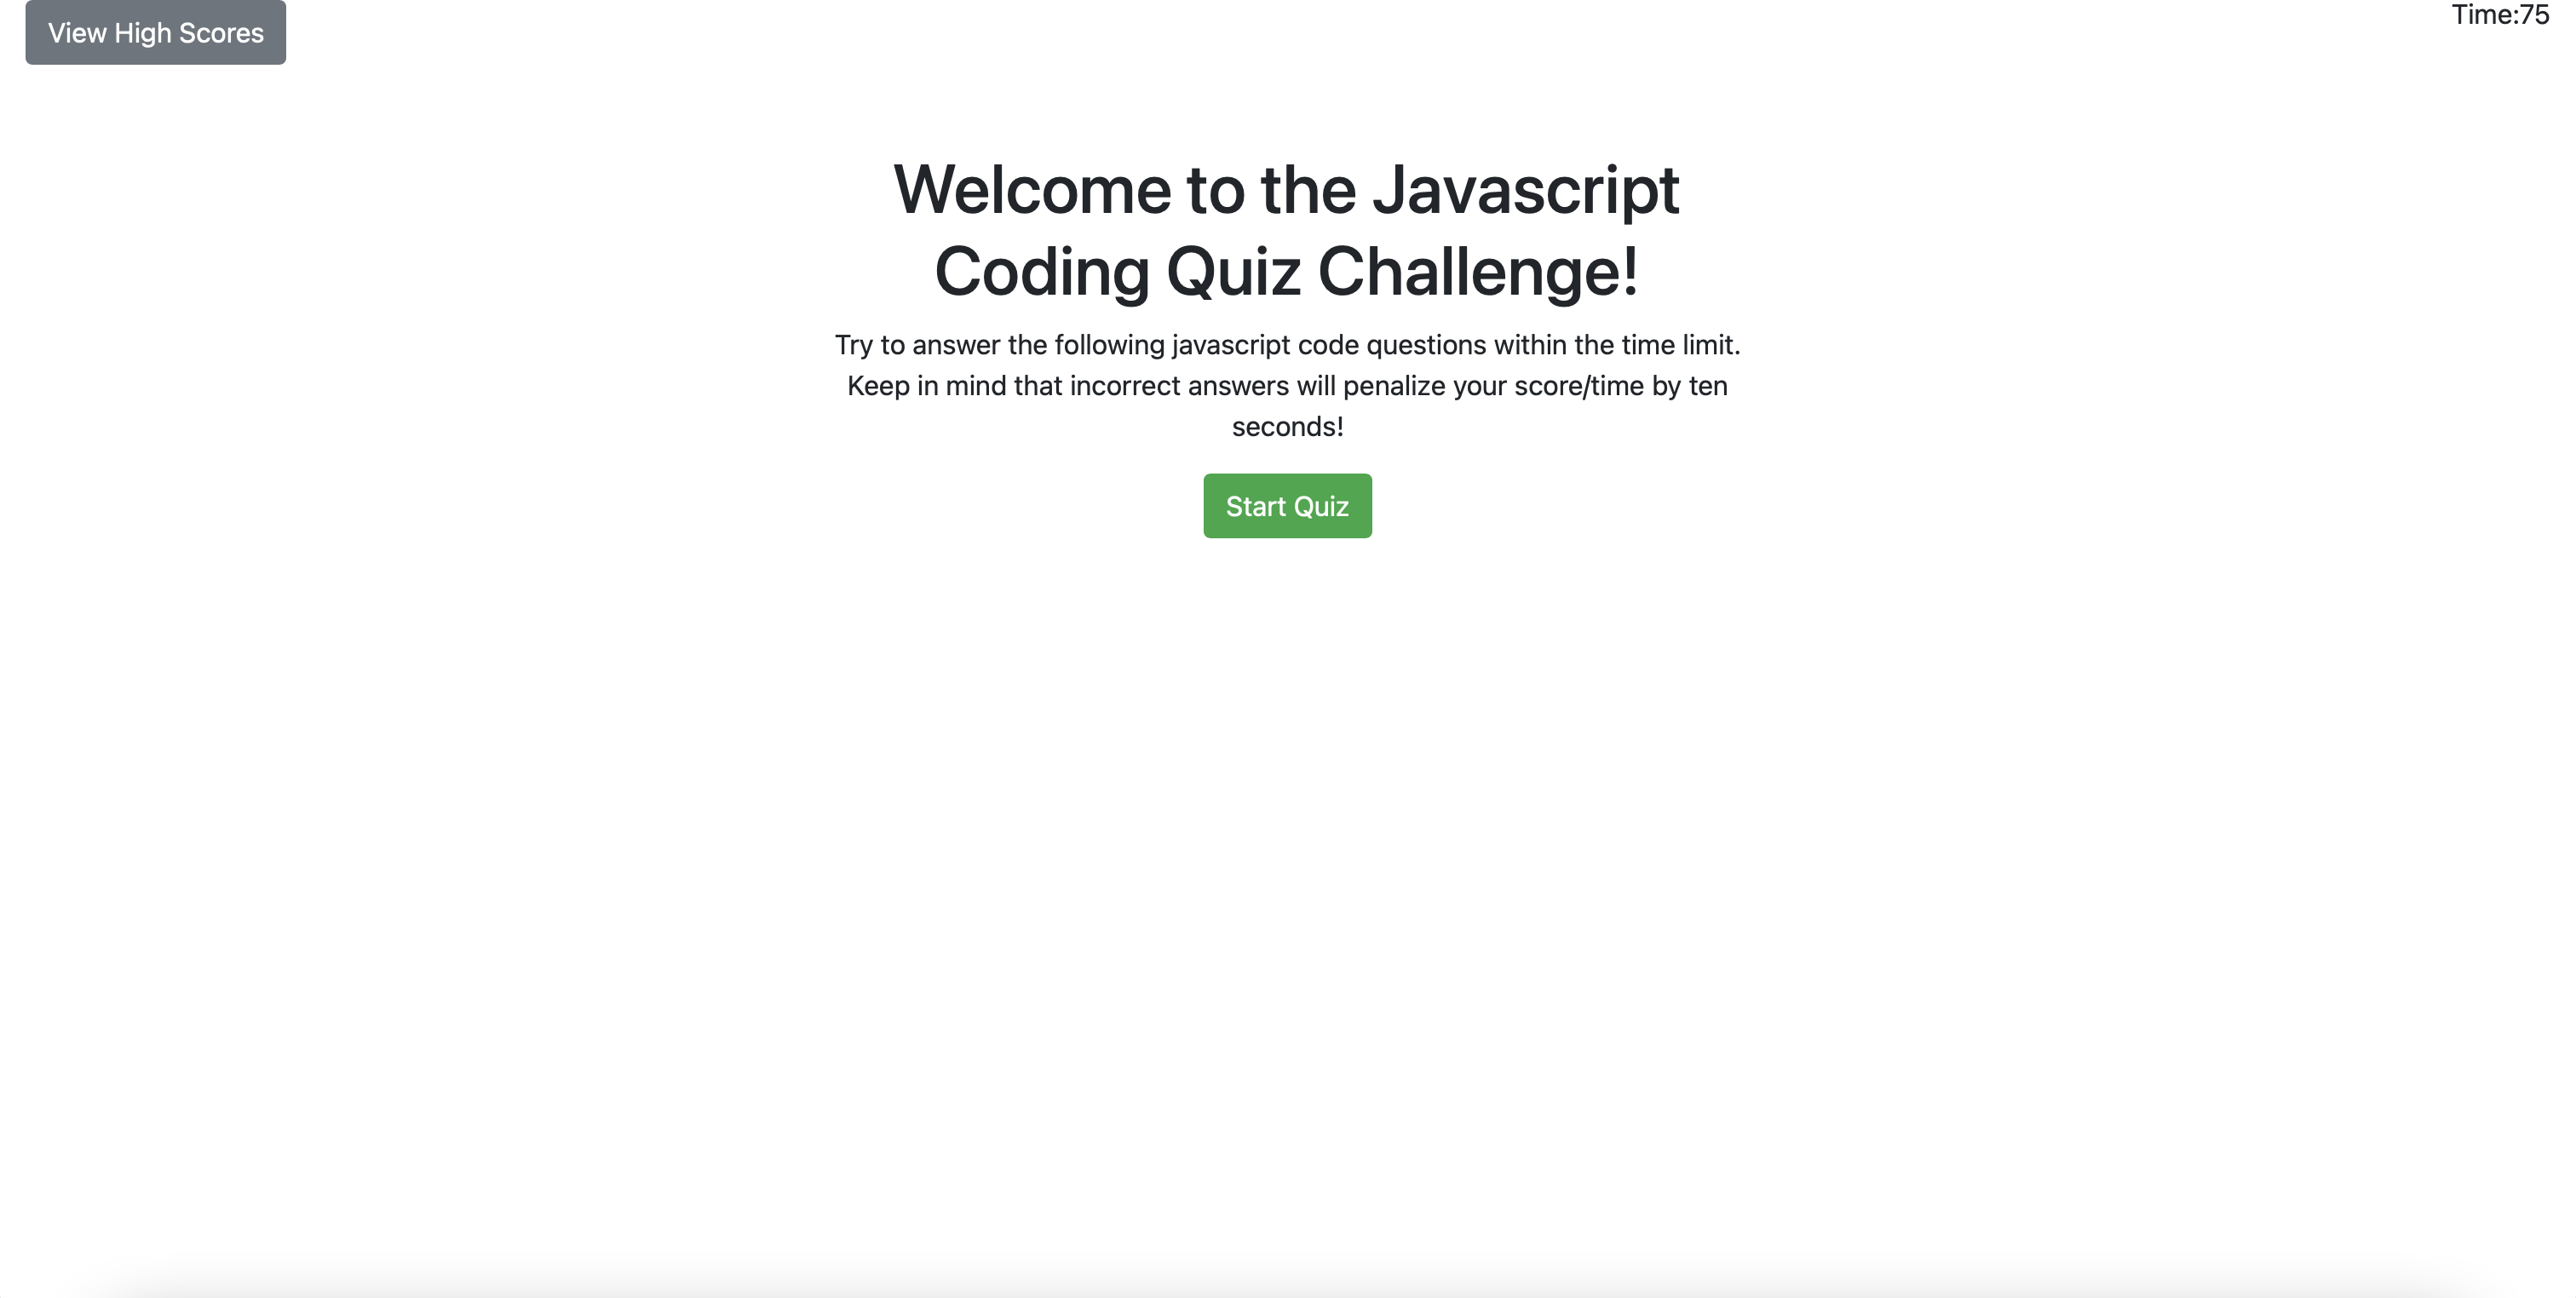 View High Scores
Time:75
Welcome to the Javascript
Coding Quiz Challenge!
Try to answer the following javascript code questions within the time limit.
Keep in mind that incorrect answers will penalize your score/time by ten
seconds!
Start Quiz